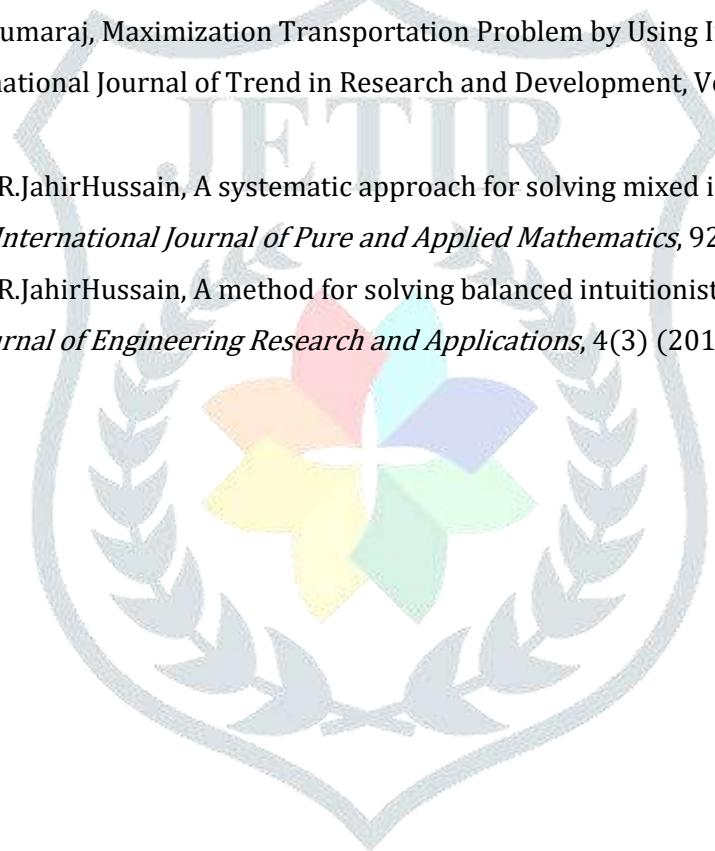 umaraj, Maximization Transportation Problem by Using I
national Journal of Trend in Research and Development, V
JETIR
R.JahirHussain, A systematic approach for solving mixed i
International Journal of Pure and Applied Mathematics, 92
R.JahirHussain, A method for solving balanced intuitionist
urnal of Engineering Research and Applications, 4(3) (201